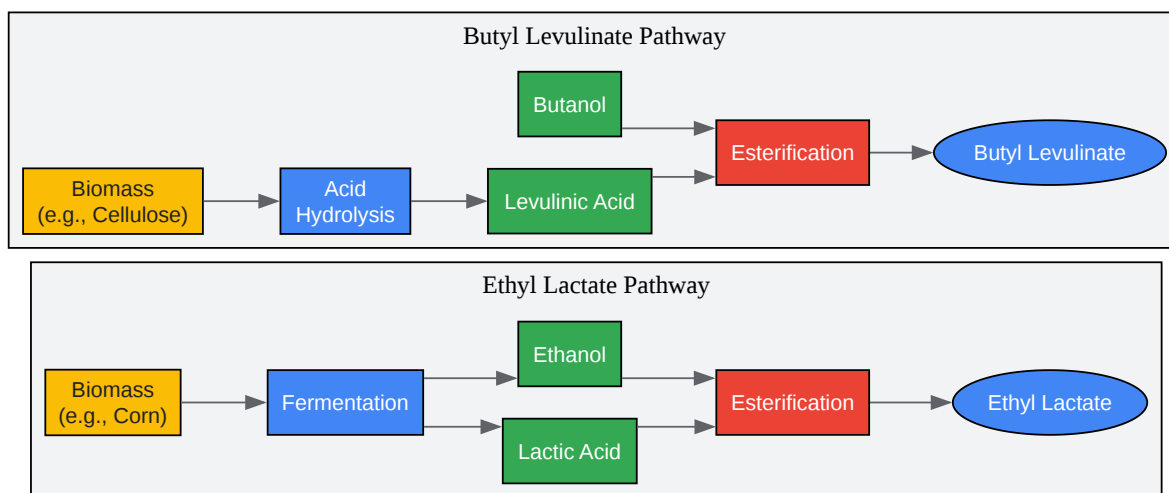 Butyl Levulinate Pathway
Butanol
Esterification
Butyl Levulinate
Biomass
(e.g., Cellulose)
Acid
Hydrolysis
Levulinic Acid
Ethyl Lactate Pathway
Ethanol
Biomass
(e.g., Corn)
Fermentation
Esterification
Ethyl Lactate
Lactic Acid